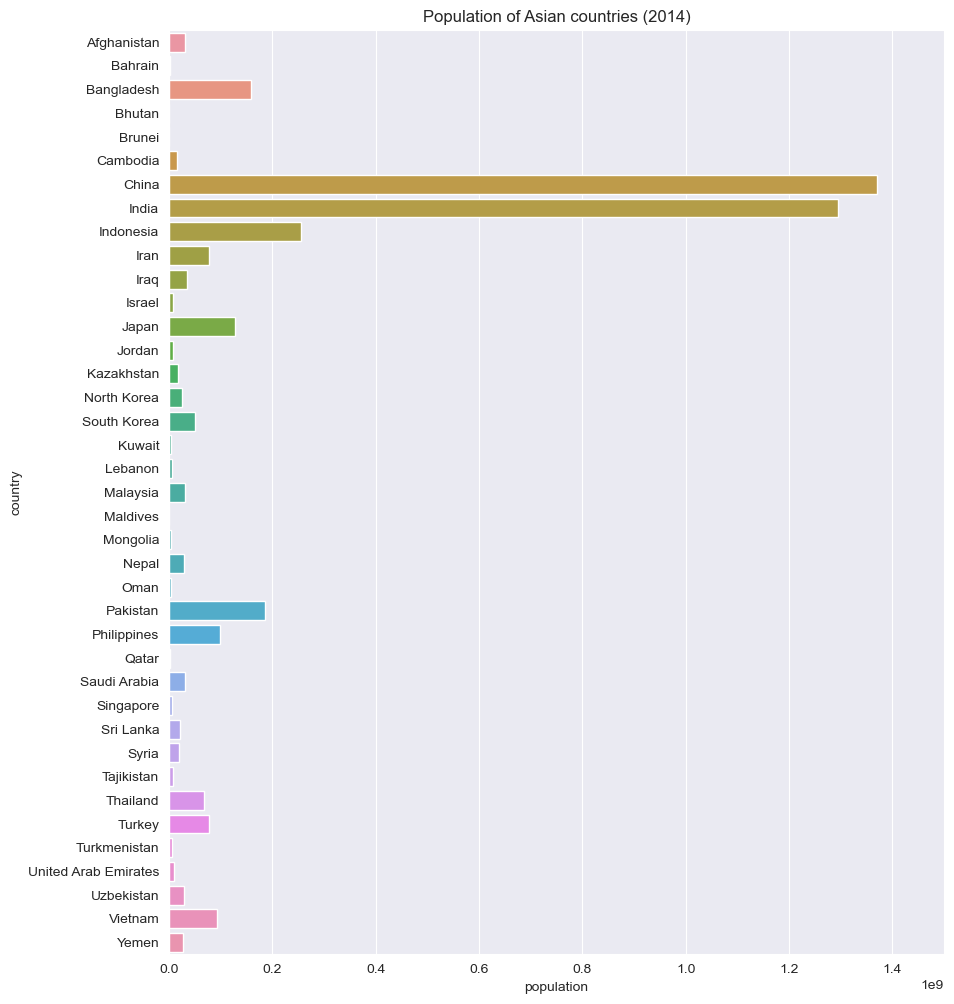 Population of Asian countries (2014)
Afghanistan
Bahrain
Bangladesh
Bhutan
Brunei
Cambodia
China
India
Indonesia
Iran
Iraq
Israel
Japan
Jordan
Kazakhstan
North Korea
South Korea
Kuwait
Lebanon
Malaysia
Maldives
Mongolia
Nepal
Oman
Pakistan
Philippines
Qatar
Saudi Arabia
Singapore
Sri Lanka
Syria
Tajikistan
Thailand
Turkey
Turkmenistan
United Arab Emirates
Uzbekistan
Vietnam
Yemen
country
0.0 0.2 0.4 0.6 0.8 1.0 1.2 1.4
1e9
population